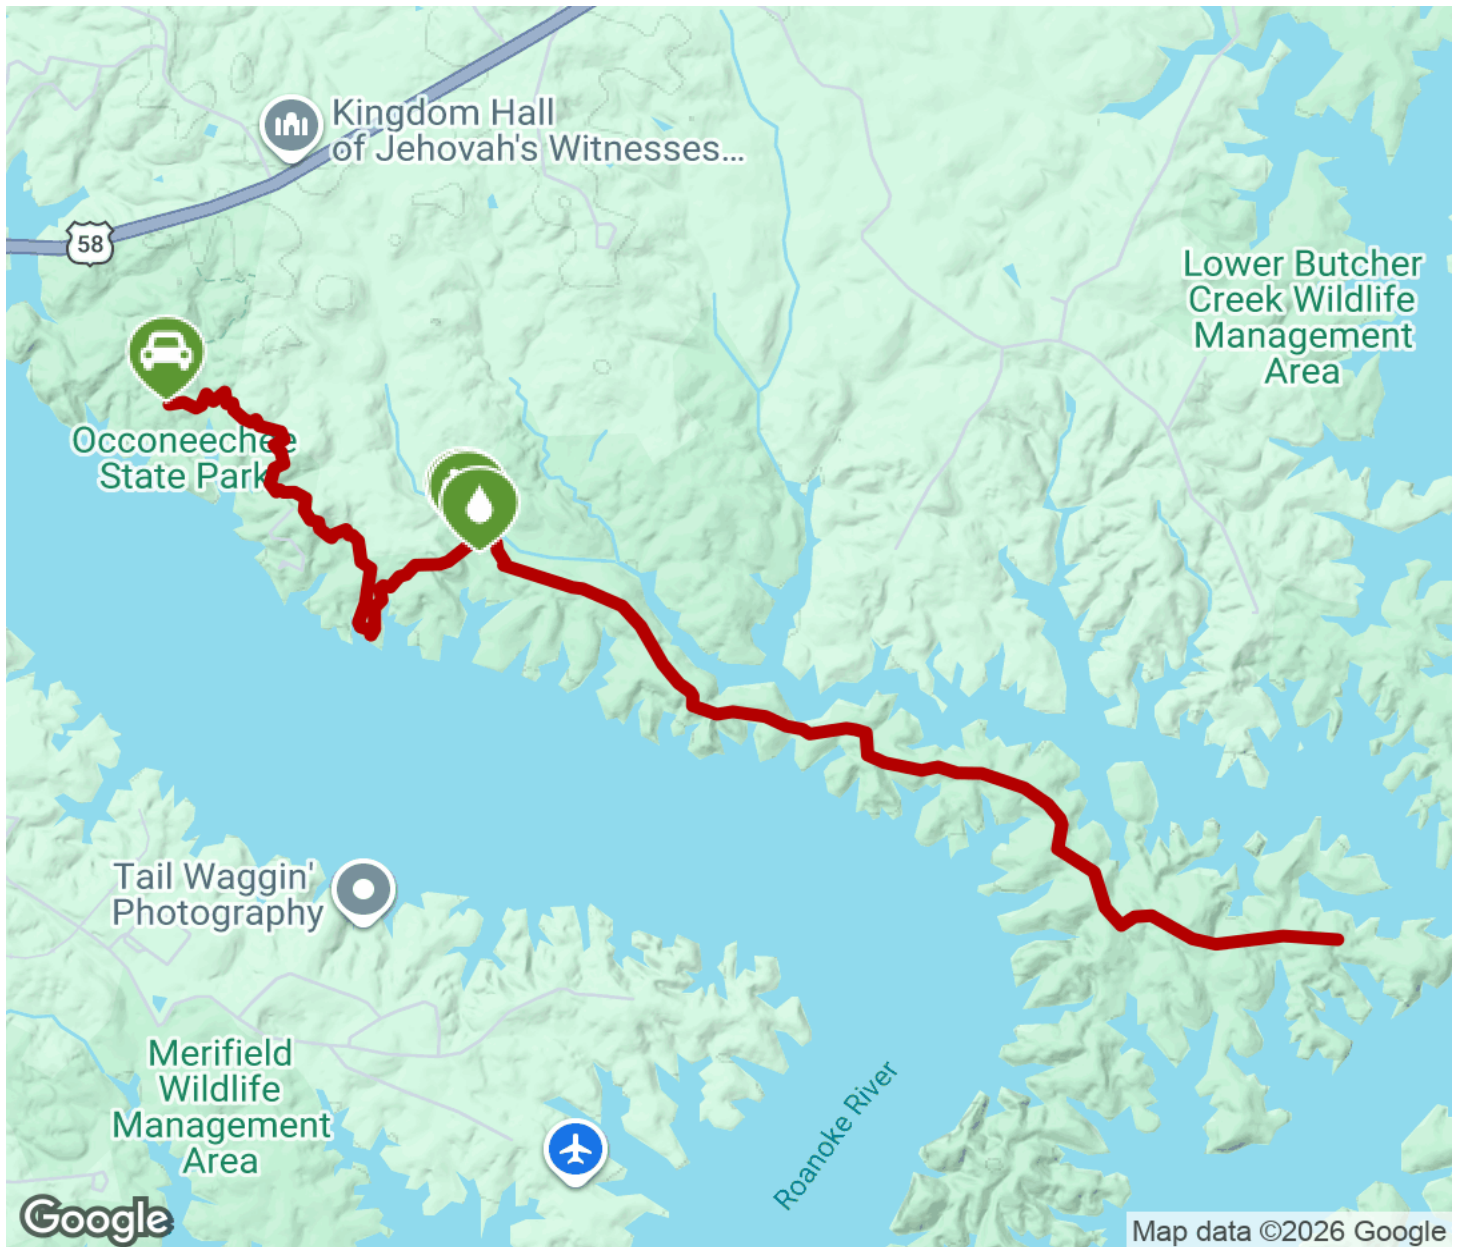 Kingdom Hall
of Jehovah's Witnesses...
58
Lower Butcher
Creek Wildlife
Management
Area
Occoneechee
State Park
Tail Waggin'
Photography
Merifield
Wildlife
Management
Area
Roanoke River
Google
Map data ©2026 Google